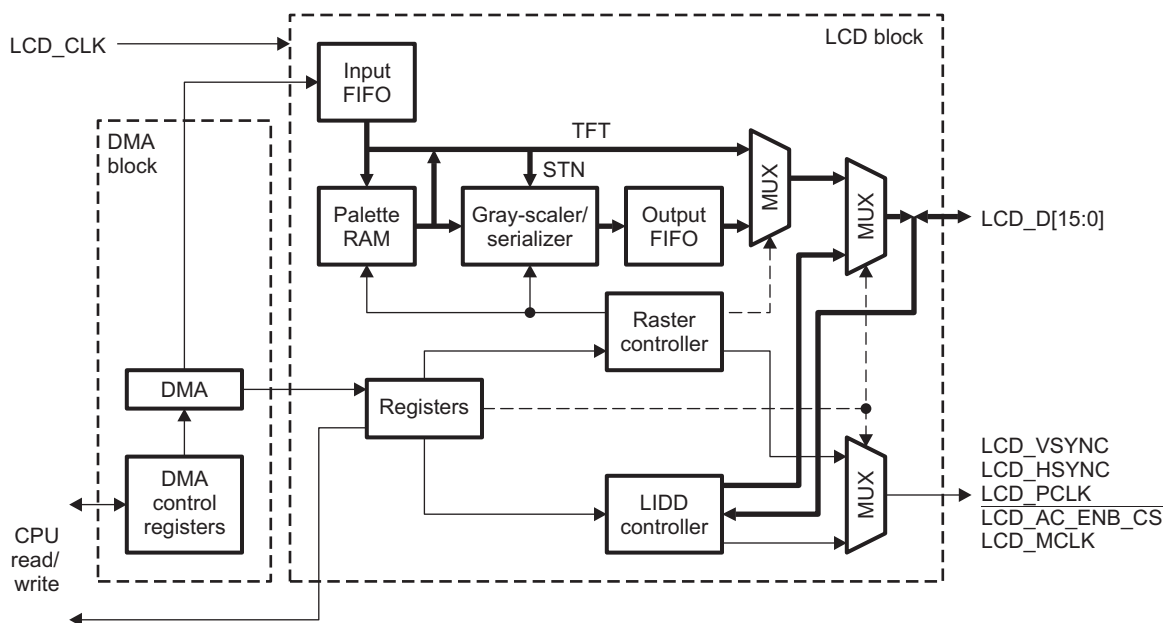 LCD_CLK
LCD block
Input
FIFO
DMA
block
TFT
STN
MUX
MUX
Palette
RAM
Gray-scaler/
serializer
Output
FIFO
LCD_D[15:0]
Raster
controller
DMA
Registers
DMA
control
registers
CPU
read/
write
LIDD
controller
MUX
LCD_VSYNC
LCD_HSYNC
LCD_PCLK
LCD_AC_ENB_CS
LCD_MCLK